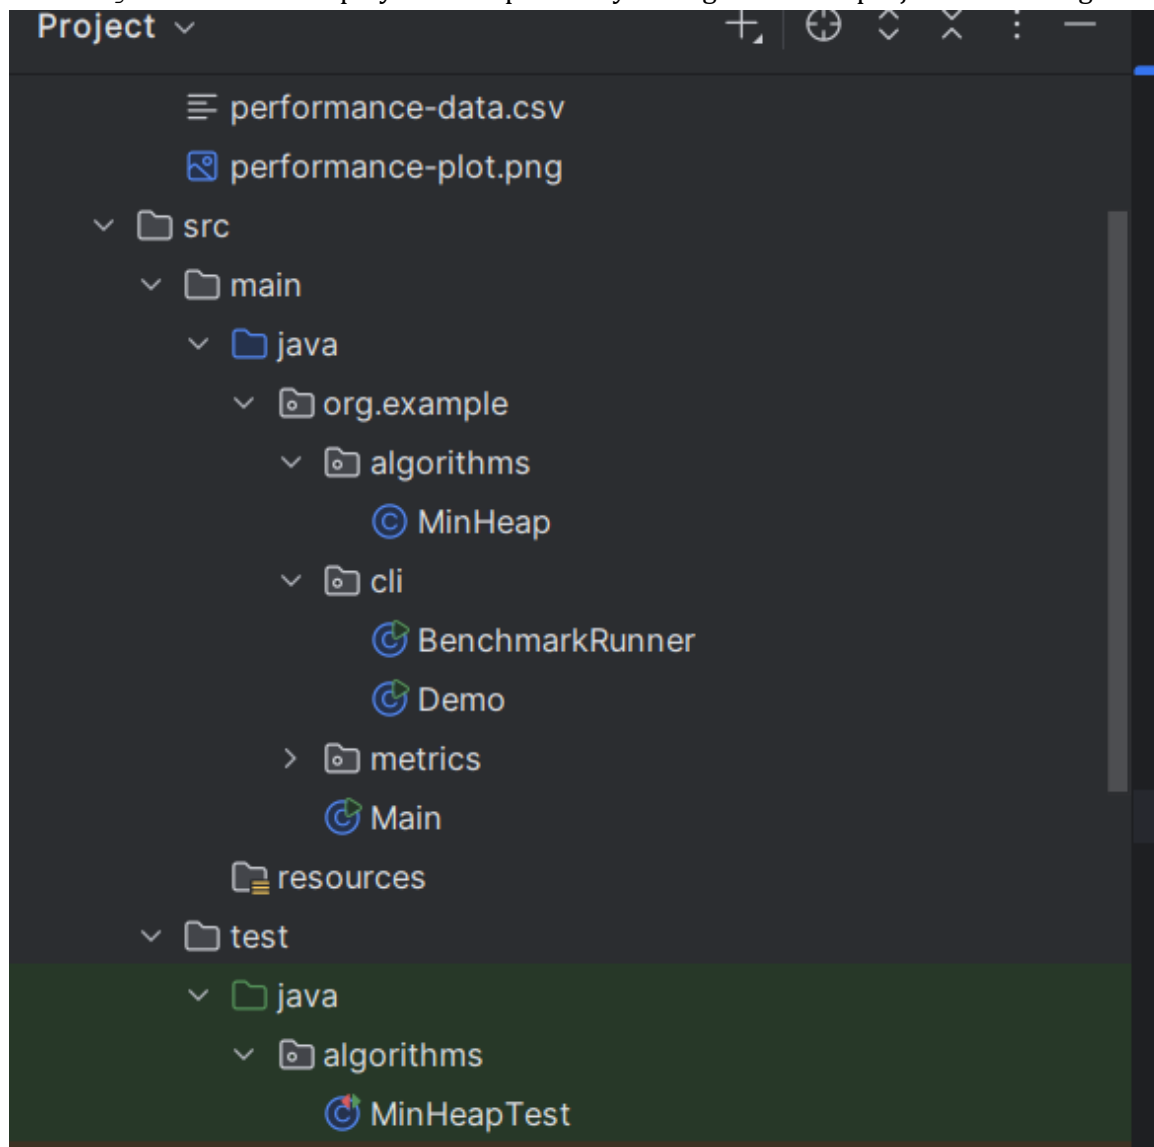 Project
performance-data.csv
performance-plot.png
src
main
java
org.example
algorithms
MinHeap
cli
BenchmarkRunner
Demo
metrics
Main
resources
test
java
algorithms
MinHeapTest